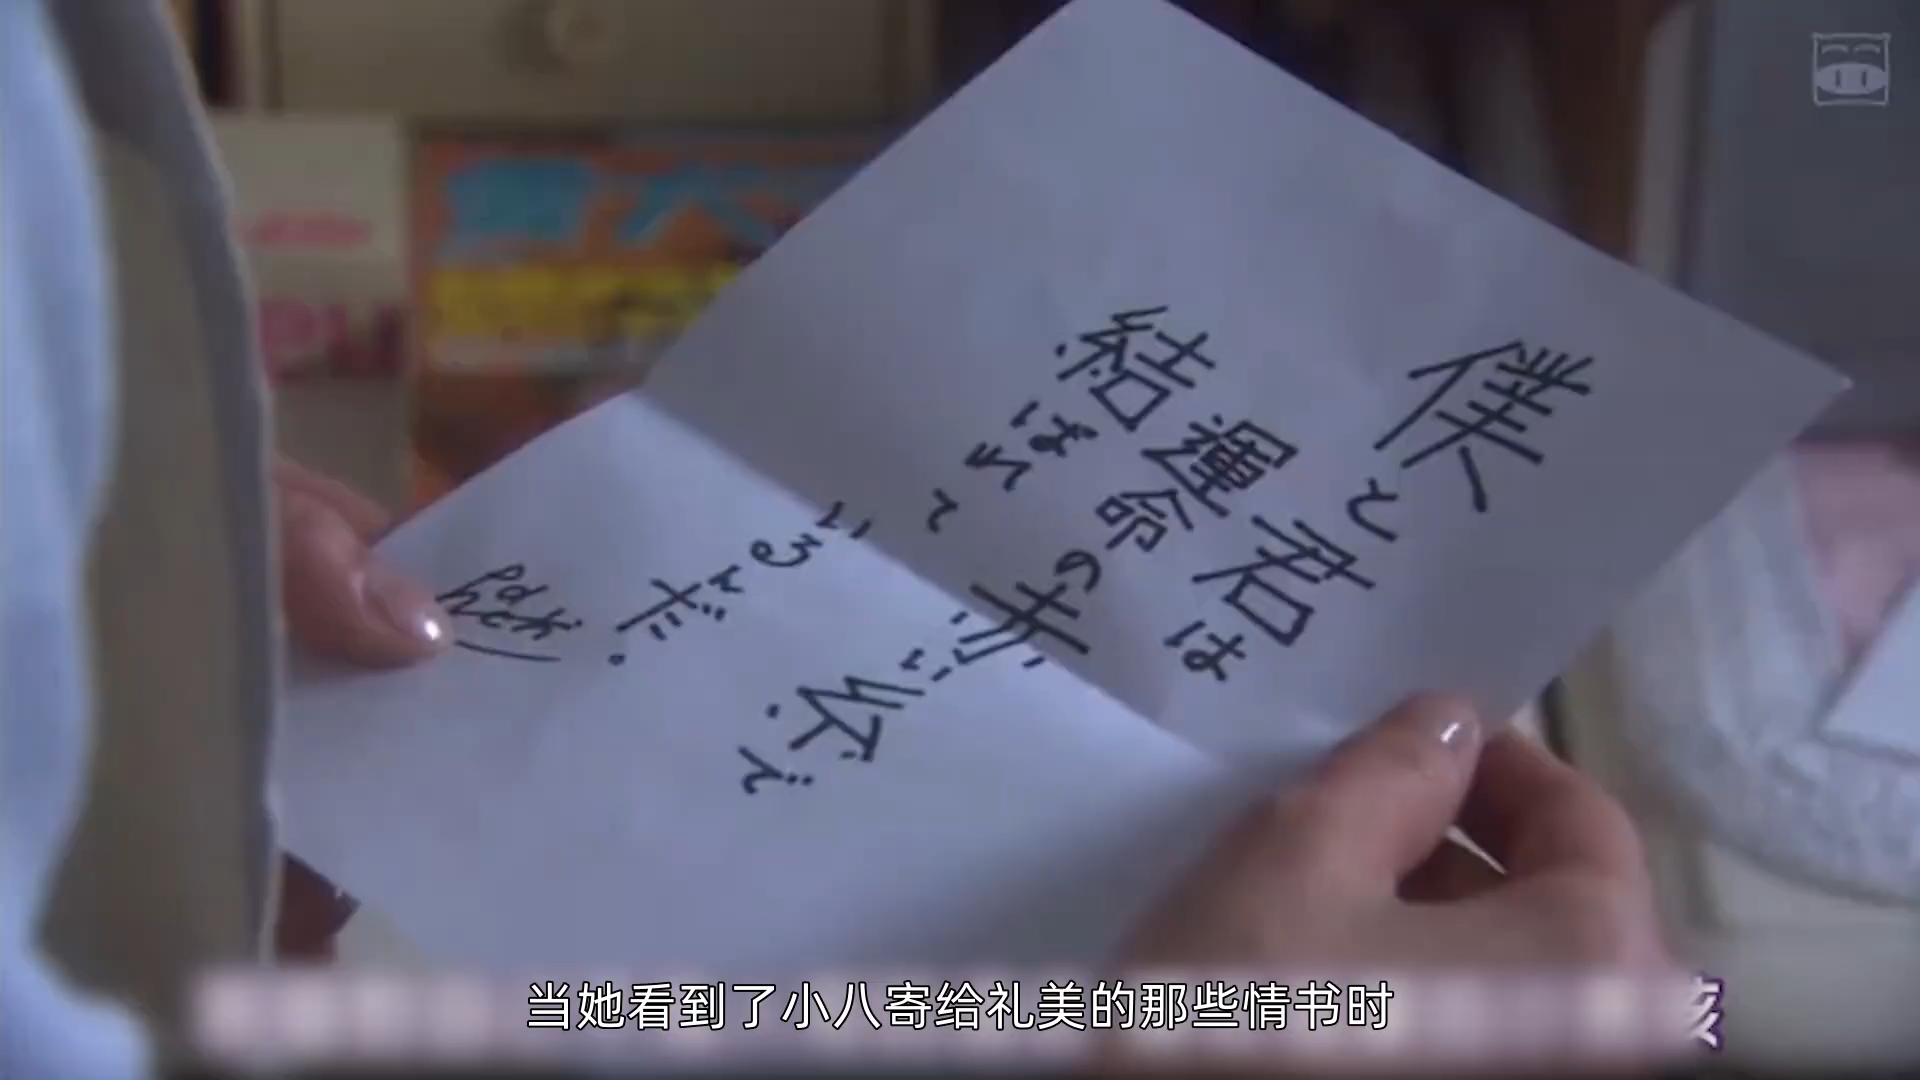 僕と君は
運命の赤い糸で
結ばれているんだ。
hachi
当她看到了小八寄给礼美的那些情书时